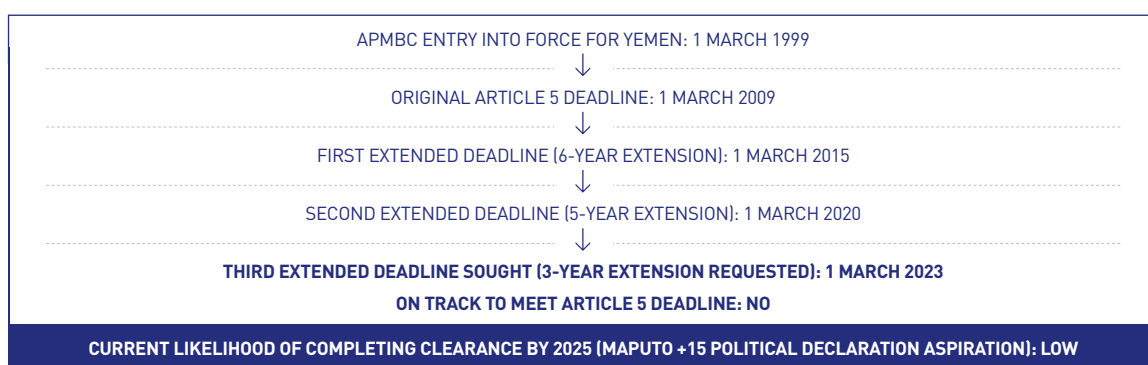 APMBC ENTRY INTO FORCE FOR YEMEN: 1 MARCH 1999
ORIGINAL ARTICLE 5 DEADLINE: 1 MARCH 2009
FIRST EXTENDED DEADLINE (6-YEAR EXTENSION): 1 MARCH 2015
SECOND EXTENDED DEADLINE (5-YEAR EXTENSION): 1 MARCH 2020
THIRD EXTENDED DEADLINE SOUGHT (3-YEAR EXTENSION REQUESTED): 1 MARCH 2023
ON TRACK TO MEET ARTICLE 5 DEADLINE: NO
CURRENT LIKELIHOOD OF COMPLETING CLEARANCE BY 2025 (MAPUTO +15 POLITICAL DECLARATION ASPIRATION): LOW